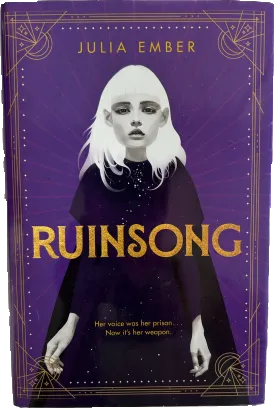 JULIA EMBER
RUINSONG
Her voice was her prison...
Now it's her weapon.